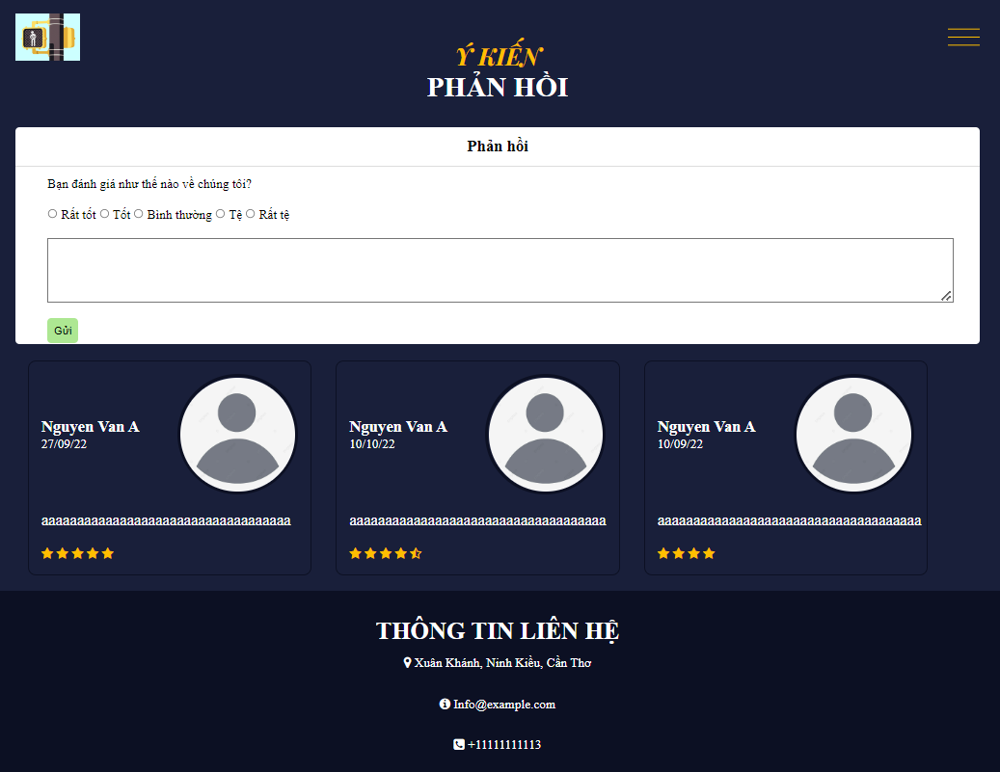 Ý KIẾN
PHẢN HỒI
Phản hồi
Bạn đánh giá như thế nào về chúng tôi?
Rất tốt Tốt Bình thường Tệ Rất tệ
Gửi
Nguyen Van A
27/09/22
aaaaaaaaaaaaaaaaaaaaaaaaaaaaaaaaaaa
Nguyen Van A
10/10/22
aaaaaaaaaaaaaaaaaaaaaaaaaaaaaaaaaaaa
Nguyen Van A
10/09/22
aaaaaaaaaaaaaaaaaaaaaaaaaaaaaaaaaaaaa
THÔNG TIN LIÊN HỆ
Xuân Khánh, Ninh Kiều, Cần Thơ
Info@example.com
+11111111113